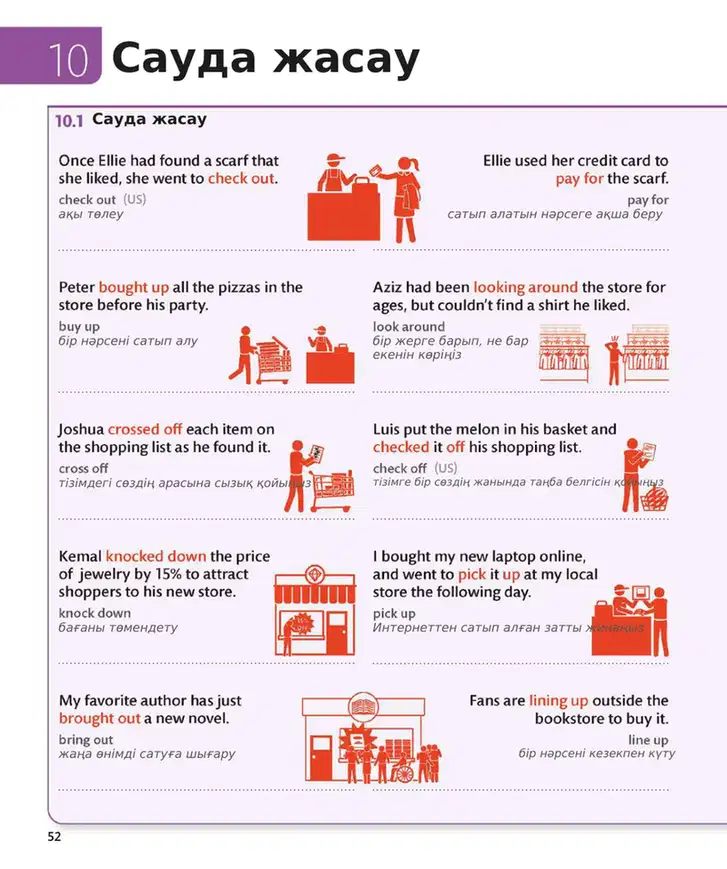 10 Сауда жасау
10.1 Сауда жасау
Once Ellie had found a scarf that
she liked, she went to check out.
check out (US)
ақы төлеу
Ellie used her credit card to
pay for the scarf.
pay for
сатып алатын нәрсеге ақша беру
Peter bought up all the pizzas in the
store before his party.
buy up
бір нәрсені сатып алу
Aziz had been looking around the store for
ages, but couldn't find a shirt he liked.
look around
бір жерге барып, не бар
екенін көріңіз
Joshua crossed off each item on
the shopping list as he found it.
cross off
тізімдегі сөздің арасына сызық қойыңыз
Luis put the melon in his basket and
checked it off his shopping list.
check off (US)
тізімге бір сөздің жанында таңба белгісін қойыңыз
Kemal knocked down the price
of jewelry by 15% to attract
shoppers to his new store.
knock down
бағаны төмендету
15%
OFF
I bought my new laptop online,
and went to pick it up at my local
store the following day.
pick up
Интернеттен сатып алған затты жинаңыз
My favorite author has just
brought out a new novel.
bring out
жаңа өнімді сатуға шығару
Fans are lining up outside the
bookstore to buy it.
line up
бір нәрсені кезекпен күту
52